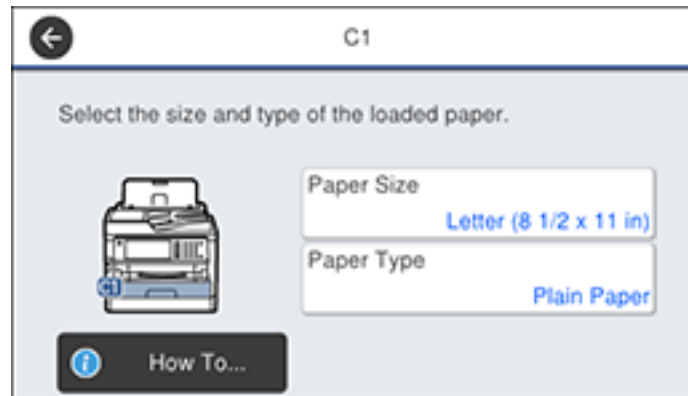 C1
Select the size and type of the loaded paper.
Paper Size
Letter (8 1/2 x 11 in)
Paper Type
Plain Paper
C1
How To...